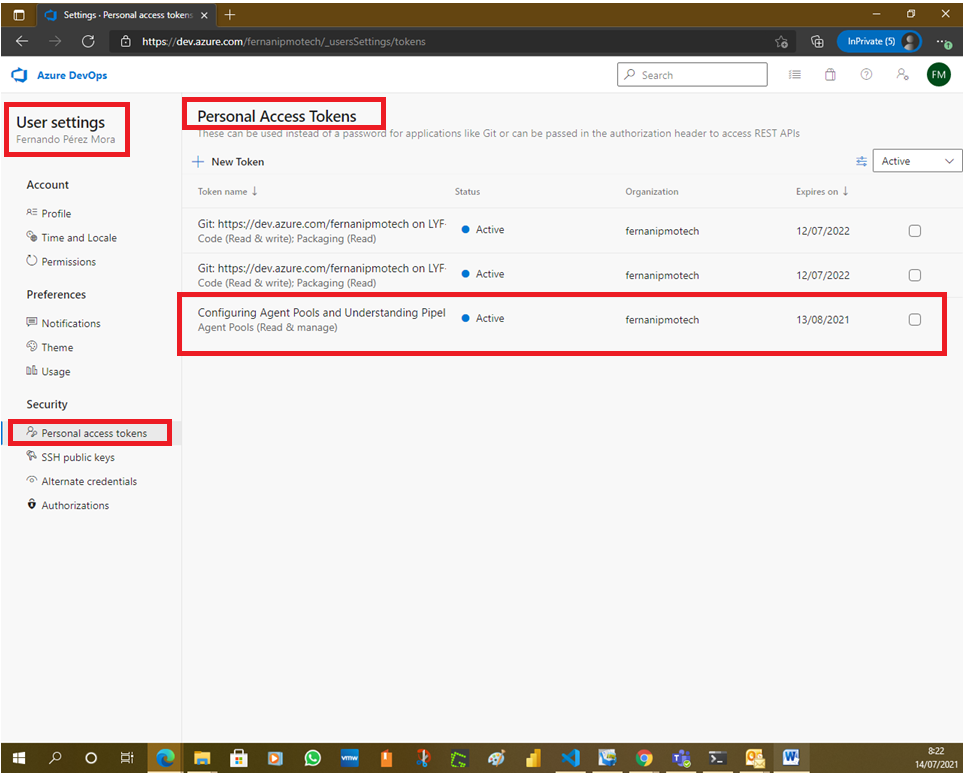 Settings - Personal access tokens
https://dev.azure.com/fernanipmotech/_usersSettings/tokens
InPrivate (5)
Azure DevOps
Search
FM
User settings
Fernando Pérez Mora
Personal Access Tokens
These can be used instead of a password for applications like Git or can be passed in the authorization header to access REST APIs
New Token
Active
Account
Profile
Time and Locale
Permissions
Preferences
Notifications
Theme
Usage
Security
Personal access tokens
SSH public keys
Alternate credentials
Authorizations
Token name ↓ Status Organization Expires on ↓
Git: https://dev.azure.com/fernanipmotech on LYF- Active fernanipmotech 12/07/2022
Code (Read & write); Packaging (Read)
Git: https://dev.azure.com/fernanipmotech on LYF- Active fernanipmotech 12/07/2022
Code (Read & write); Packaging (Read)
Configuring Agent Pools and Understanding Pipel Active fernanipmotech 13/08/2021
Agent Pools (Read & manage)
vmw
8:22
14/07/2021